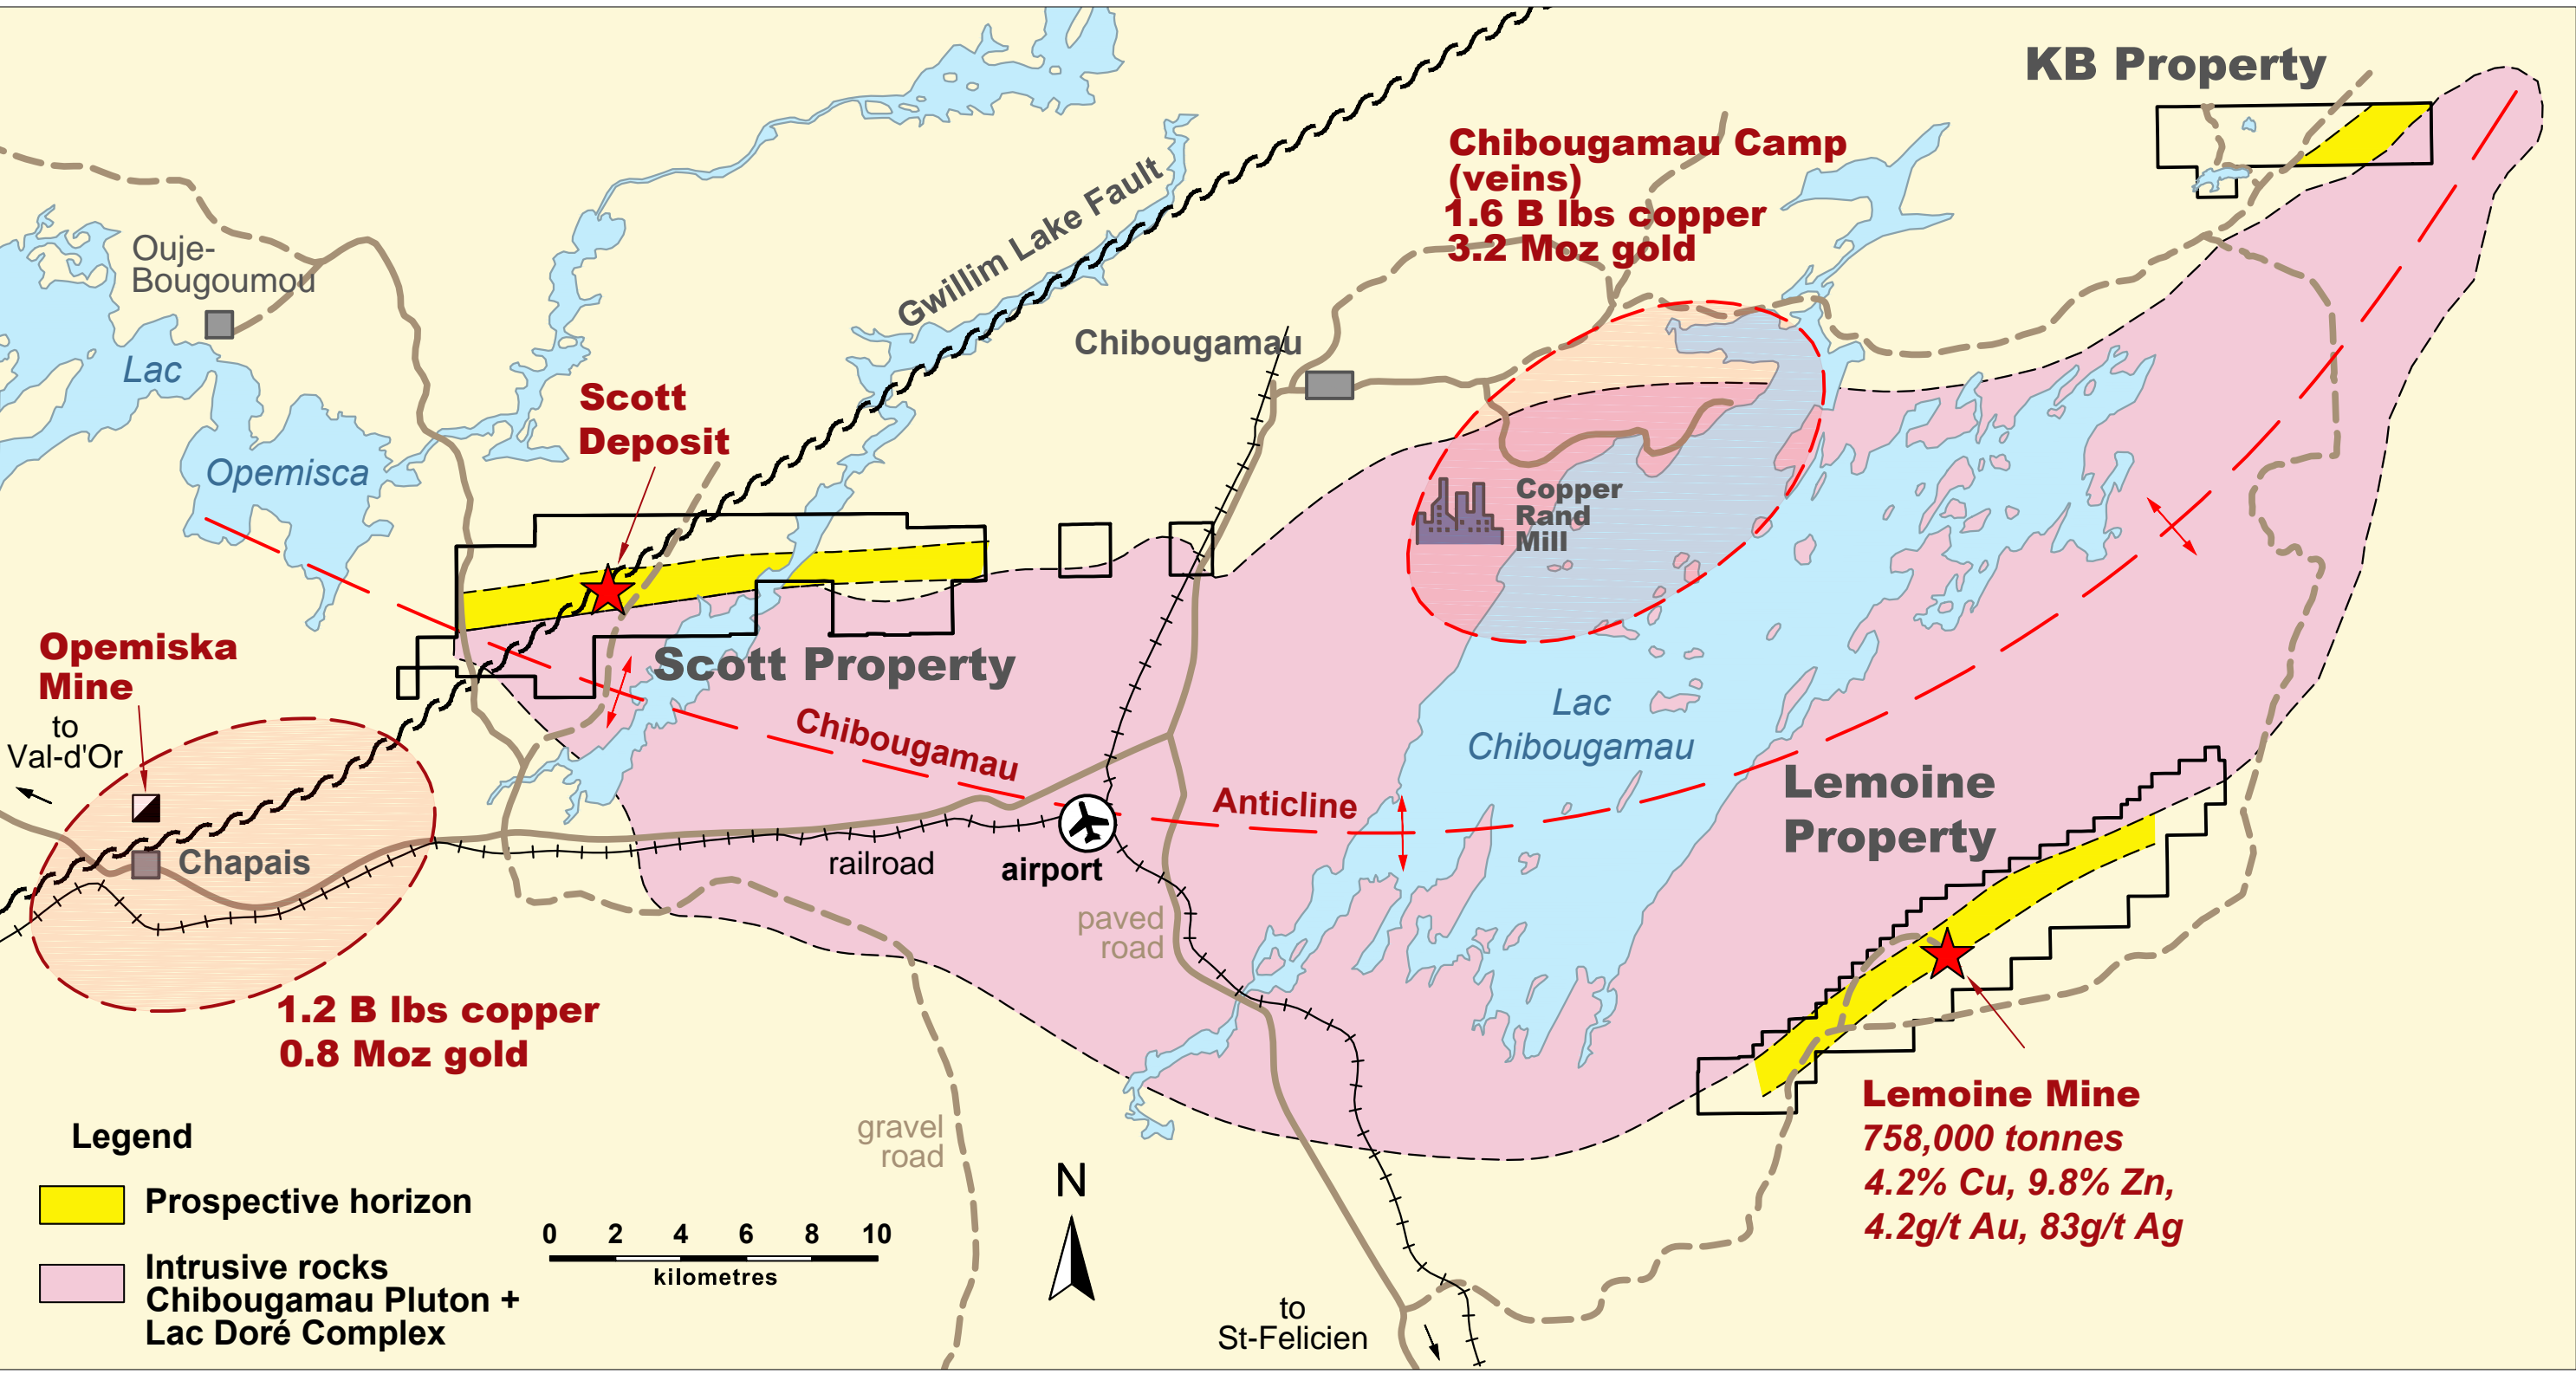 KB Property
Chibougamau Camp
(veins)
1.6 B lbs copper
3.2 Moz gold
Gwillim Lake Fault
Ouje-
Bougoumou
Lac
Opemisca
Chibougamau
Scott
Deposit
Copper
Rand
Mill
Opemiska
Mine
to
Val-d'Or
Scott Property
Chibougamau
Anticline
Lac
Chibougamau
Lemoine
Property
Chapais
railroad
airport
paved
road
1.2 B lbs copper
0.8 Moz gold
gravel
road
Lemoine Mine
758,000 tonnes
4.2% Cu, 9.8% Zn,
4.2g/t Au, 83g/t Ag
Legend
Prospective horizon
Intrusive rocks
Chibougamau Pluton +
Lac Doré Complex
0 2 4 6 8 10
kilometres
N
to
St-Felicien